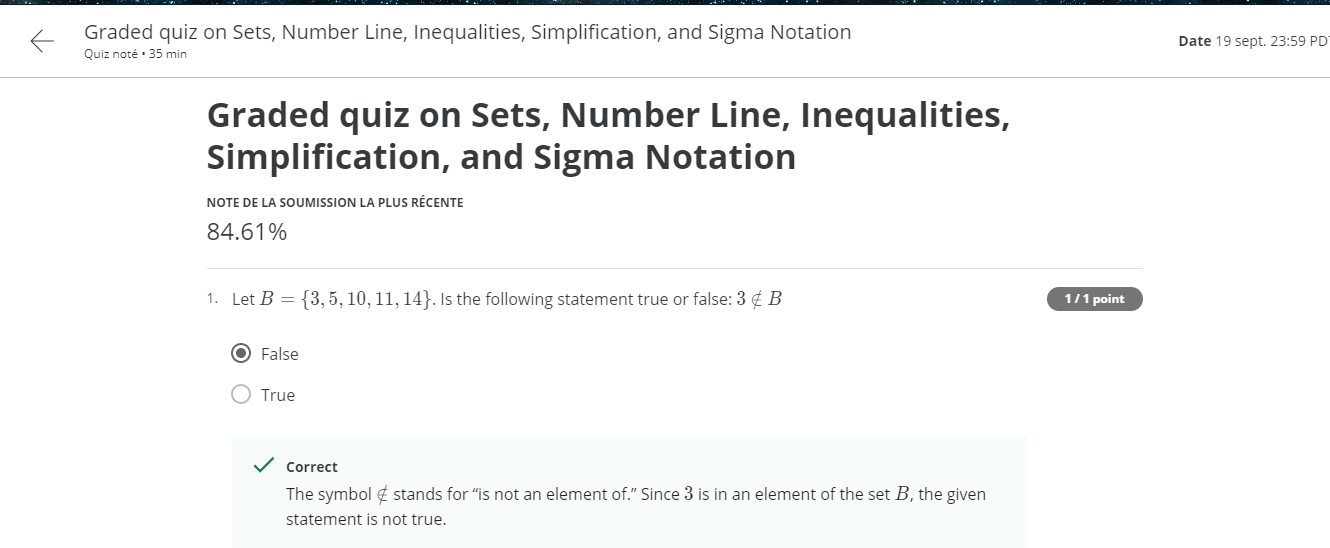 Graded quiz on Sets, Number Line, Inequalities, Simplification, and Sigma Notation
Quiz noté • 35 min
Date 19 sept. 23:59 PDT
Graded quiz on Sets, Number Line, Inequalities,
Simplification, and Sigma Notation
NOTE DE LA SOUMISSION LA PLUS RÉCENTE
84.61%
1. Let B = {3, 5, 10, 11, 14}. Is the following statement true or false: 3 ∉ B
1 / 1 point
False
True
Correct
The symbol ∉ stands for “is not an element of.” Since 3 is in an element of the set B, the given
statement is not true.